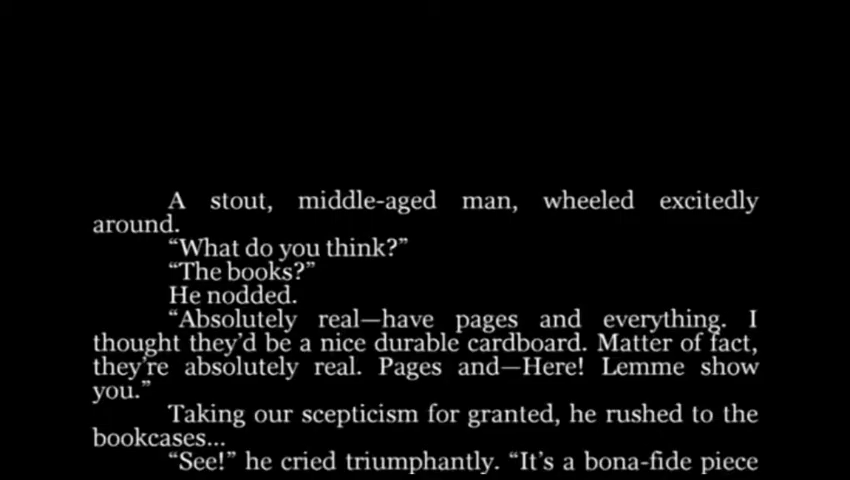 A stout, middle-aged man, wheeled excitedly
around.
“What do you think?”
“The books?”
He nodded.
“Absolutely real—have pages and everything. I
thought they’d be a nice durable cardboard. Matter of fact,
they’re absolutely real. Pages and—Here! Lemme show
you.”
Taking our scepticism for granted, he rushed to the
bookcases...
“See!” he cried triumphantly. “It’s a bona-fide piece